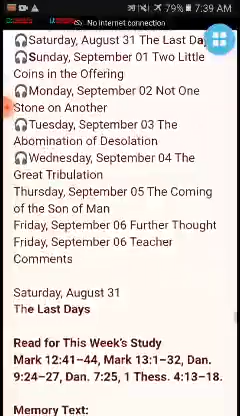 79% 7:39 AM
No Internet connection
🎧Saturday, August 31 The Last Day
🎧Sunday, September 01 Two Little
Coins in the Offering
🎧Monday, September 02 Not One
Stone on Another
🎧Tuesday, September 03 The
Abomination of Desolation
🎧Wednesday, September 04 The
Great Tribulation
Thursday, September 05 The Coming
of the Son of Man
Friday, September 06 Further Thought
Friday, September 06 Teacher
Comments
Saturday, August 31
The Last Days
Read for This Week's Study
Mark 12:41–44, Mark 13:1–32, Dan.
9:24–27, Dan. 7:25, 1 Thess. 4:13–18.
Memory Text: